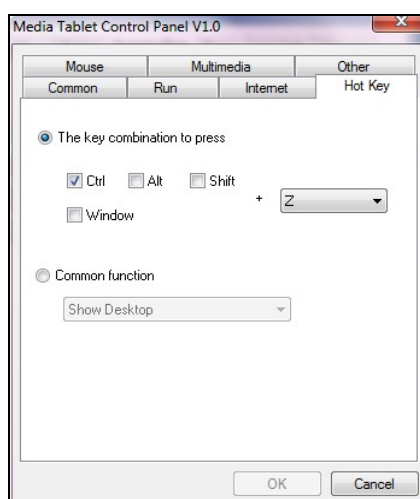 Media Tablet Control Panel V1.0
Mouse Multimedia Other
Common Run Internet Hot Key
The key combination to press
Ctrl Alt Shift
+ Z
Window
Common function
Show Desktop
OK Cancel